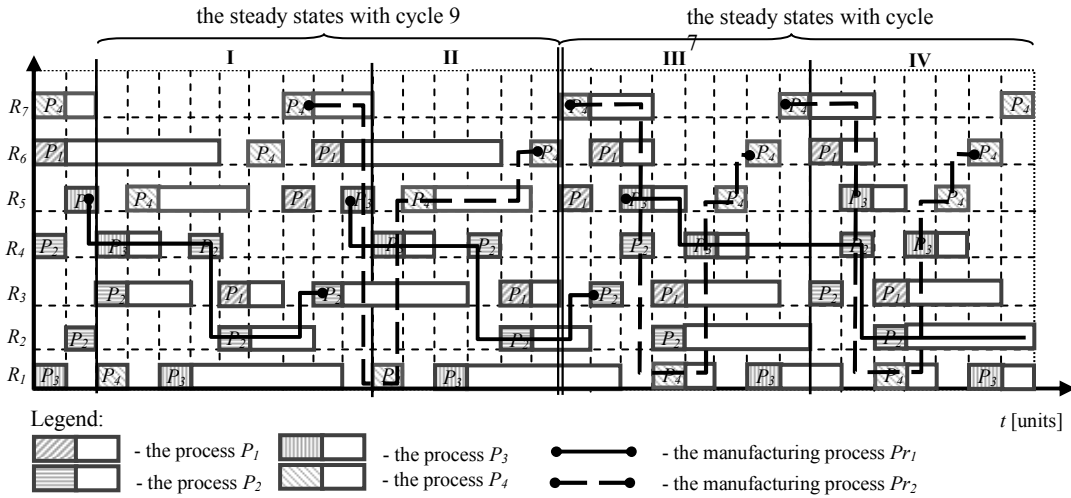 the steady states with cycle 9
the steady states with cycle
7
I II III IV
R7 P4 P4 P4 P4
R6 P1 P4 P1 P4 P1 P4 P1 P4
R5 P3 P4 P1 P3 P4 P1 P3 P4 P3 P4
R4 P2 P3 P2 P3 P2 P2 P3 P2 P3
R3 P2 P1 P2 P1 P2 P1 P2 P1
R2 P2 P2 P2 P2 P2
R1 P3 P4 P3 P4 P3 P4 P3 P4 P3
t [units]
Legend:
- the process P1
- the process P3
- the manufacturing process Pr1
- the process P2
- the process P4
- the manufacturing process Pr2